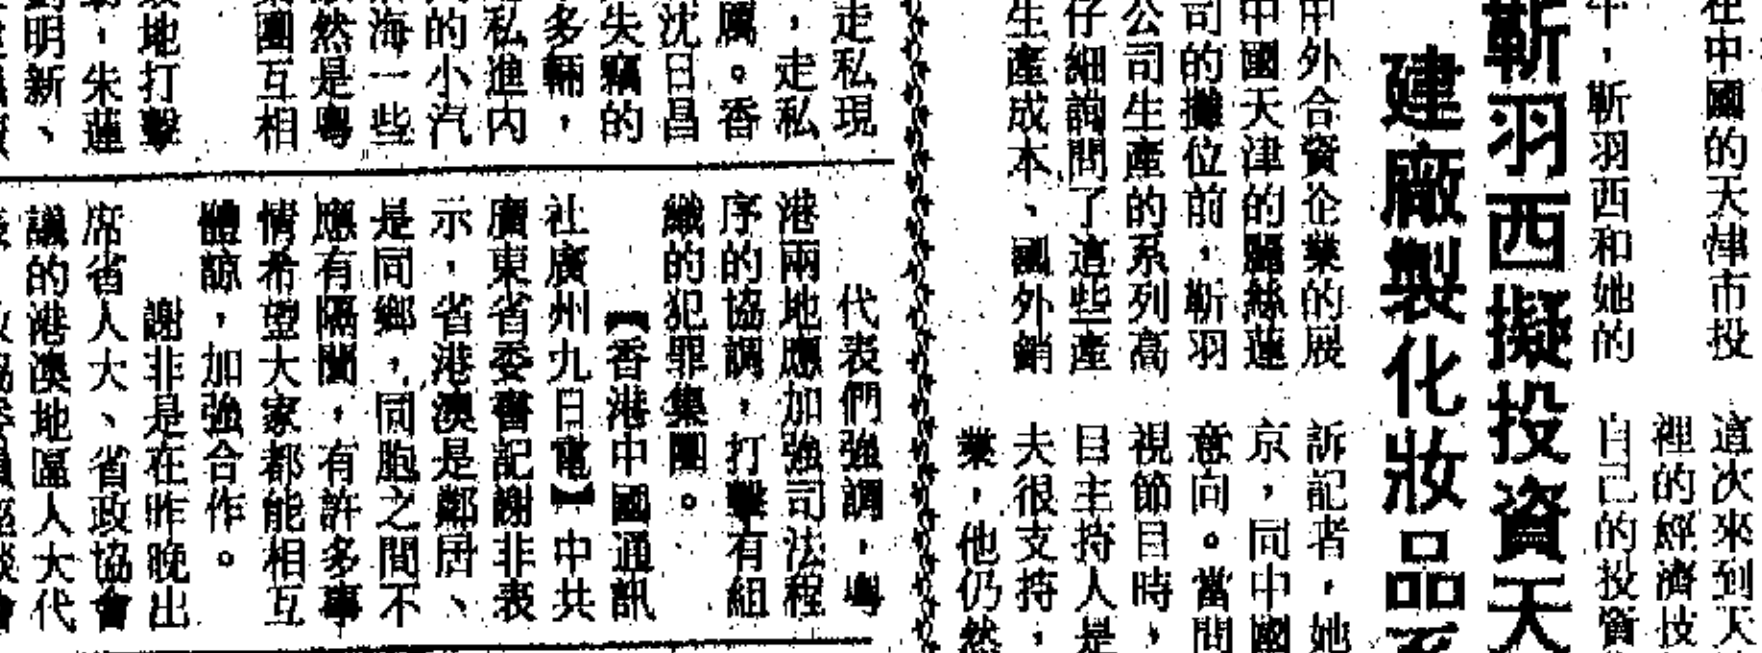 在中國的天津市投
牛，靳羽西和她的
靳羽西擬投資天
建廠製化妝品
中外合資企業的展
中國天津的麗絲蓮
司的攤位前，靳羽
公司生產的系列高
仔細詢問了這些產
生產成本、國外銷
這次來到天
裡的經濟技
自己的投資
訴記者，她
京，同中國
意向。當問
視節目時，
目主持人是
夫很支持，
業，他仍然
走私現
，走私
厲。香
沈日昌
失竊的
多輛，
私進內
的小汽
海一些
然是粵
團互相
地打擊
，朱蓮
明新、
代表們強調，粵
港兩地應加強司法程
序的協調，打擊有組
織的犯罪集團。
【香港中國通訊
社廣州九日電】中共
廣東省委書記謝非表
示，省港澳是鄰居、
是同鄉，同胞之間不
應有隔閡，有許多事
情希望大家都能相互
體諒，加強合作。
謝非是在昨晚出
席省人大、省政協會
議的港澳地區人大代